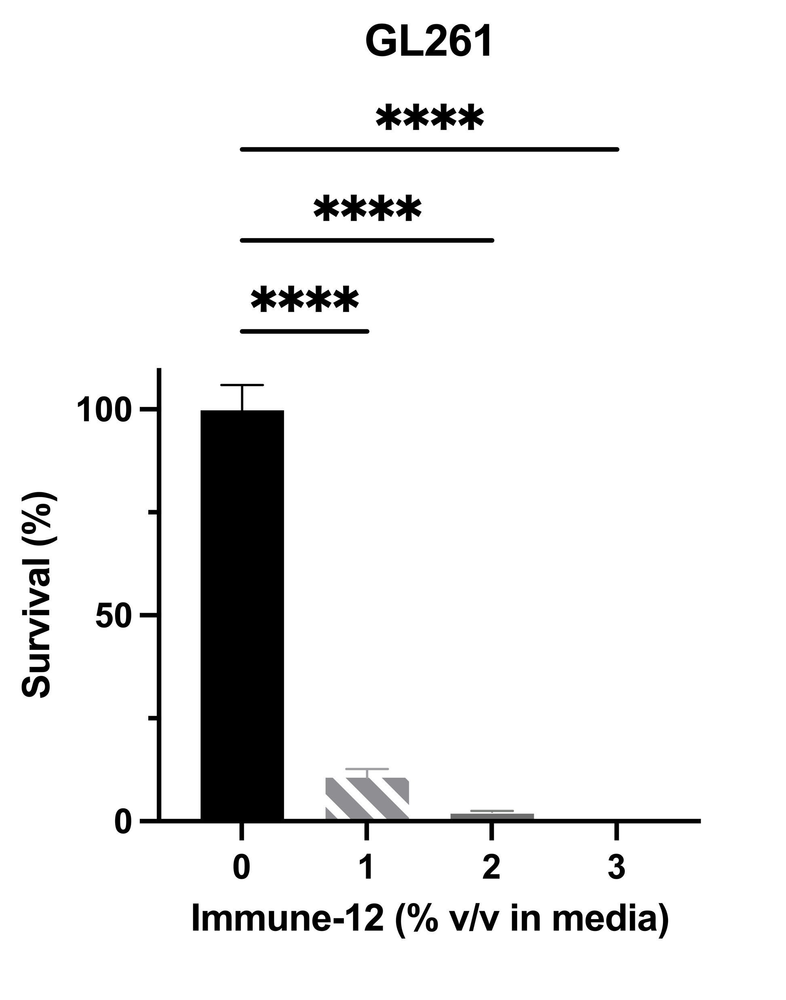 GL261
****
****
****
Survival (%)
100
50
0
0 1 2 3
Immune-12 (% v/v in media)